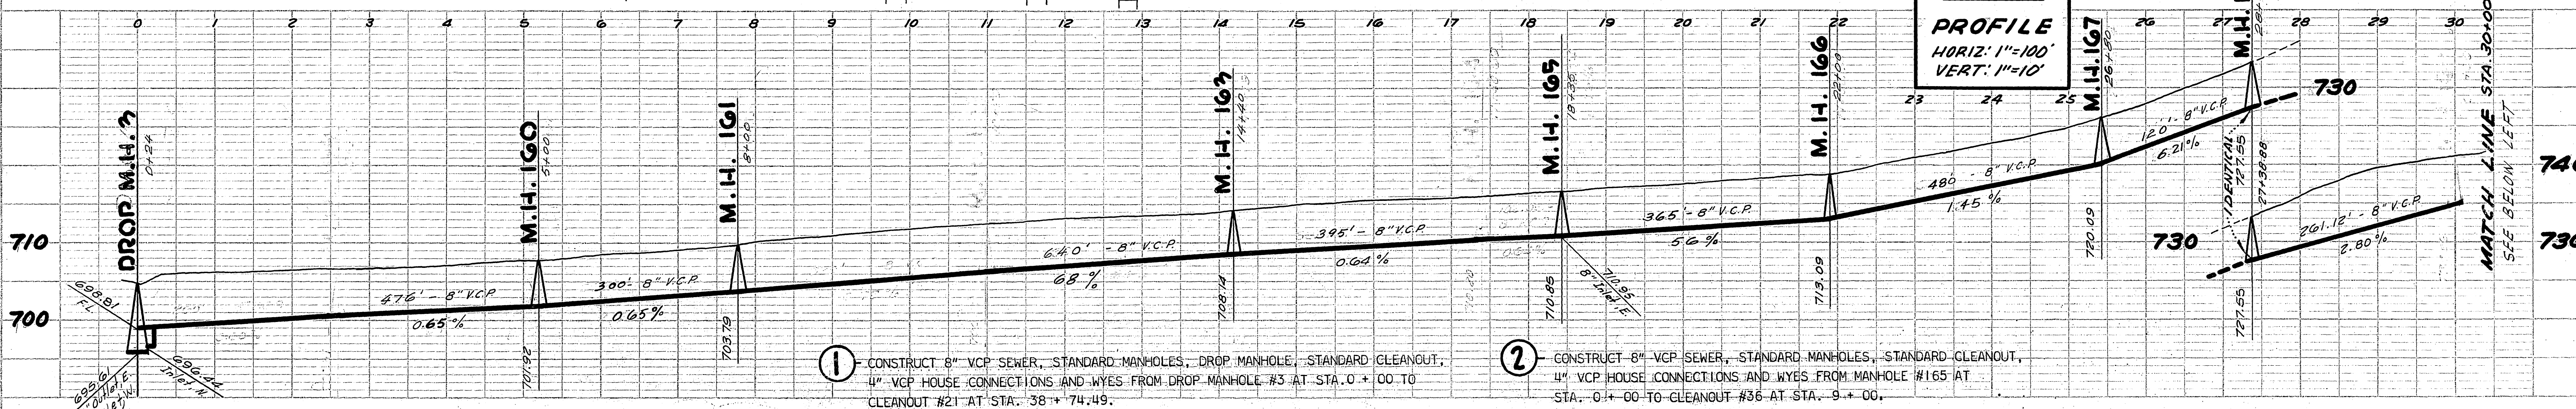 0 1 2 3 4 5 6 7 8 9 10 11 12 13 14 15 16 17 18 19 20 21 22 26 27 28 29 30
23 24 25
PROFILE
HORIZ: 1"=100'
VERT: 1"=10'
DROP M.H. 3
0+24
M.H. 160
5+00
M.H. 161
8+00
M.H. 163
14+40
M.H. 165
18+35
M.H. 166
22+00
M.H. 167
26+80
M.H.
28+
730
740
730
730
710
700
MATCH LINE STA. 30+00
SEE BELOW LEFT
698.81
F.L.
695.61
Outlet, E.
696.44
Inlet, N.
476' - 8" V.C.P.
0.65 %
701.92
300' - 8" V.C.P.
0.65 %
703.79
640' - 8" V.C.P.
.68 %
708.14
395' - 8" V.C.P.
0.64 %
710.85
710.95
8" Inlet - E.
365' - 8" V.C.P.
.56 %
713.09
480' - 8" V.C.P.
1.45 %
720.09
120' - 8" V.C.P.
6.21 %
IDENTICAL
727.55
27+38.88
727.55
261.12' - 8" V.C.P.
2.80 %
1 CONSTRUCT 8" VCP SEWER, STANDARD MANHOLES, DROP MANHOLE, STANDARD CLEANOUT,
4" VCP HOUSE CONNECTIONS AND WYES FROM DROP MANHOLE #3 AT STA. 0 + 00 TO
CLEANOUT #21 AT STA. 38 + 74.49.
2 CONSTRUCT 8" VCP SEWER, STANDARD MANHOLES, STANDARD CLEANOUT,
4" VCP HOUSE CONNECTIONS AND WYES FROM MANHOLE #165 AT
STA. 0 + 00 TO CLEANOUT #36 AT STA. 9 + 00.